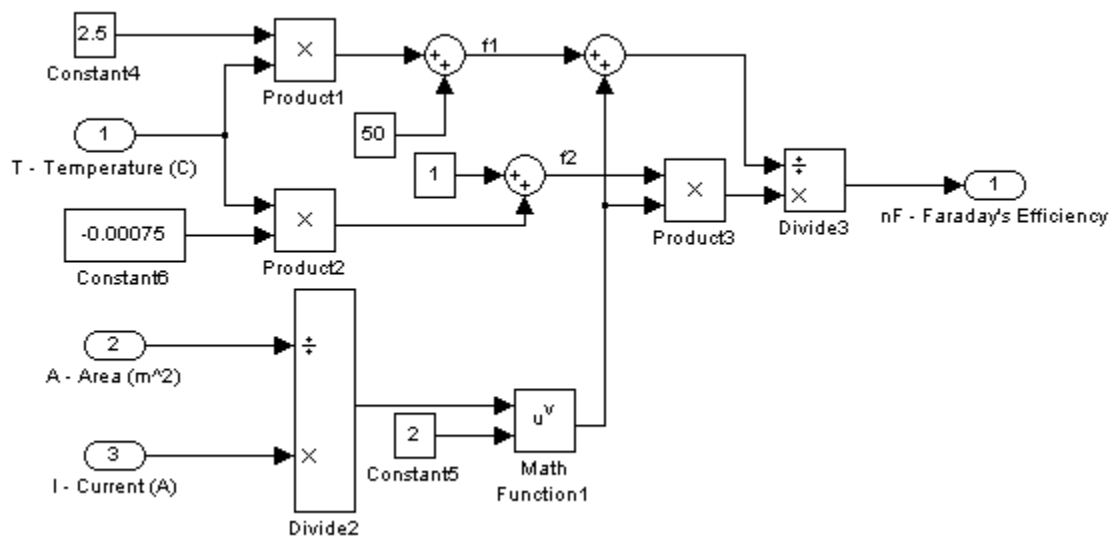 2.5
Constant4
×
Product1
+
+
f1
+
+
50
1
T - Temperature (C)
1
+
+
f2
×
Product3
÷
×
Divide3
1
nF - Faraday's Efficiency
-0.00075
Constant6
×
Product2
2
A - Area (m^2)
÷
×
Divide2
3
I - Current (A)
2
Constant5
u^v
Math
Function1